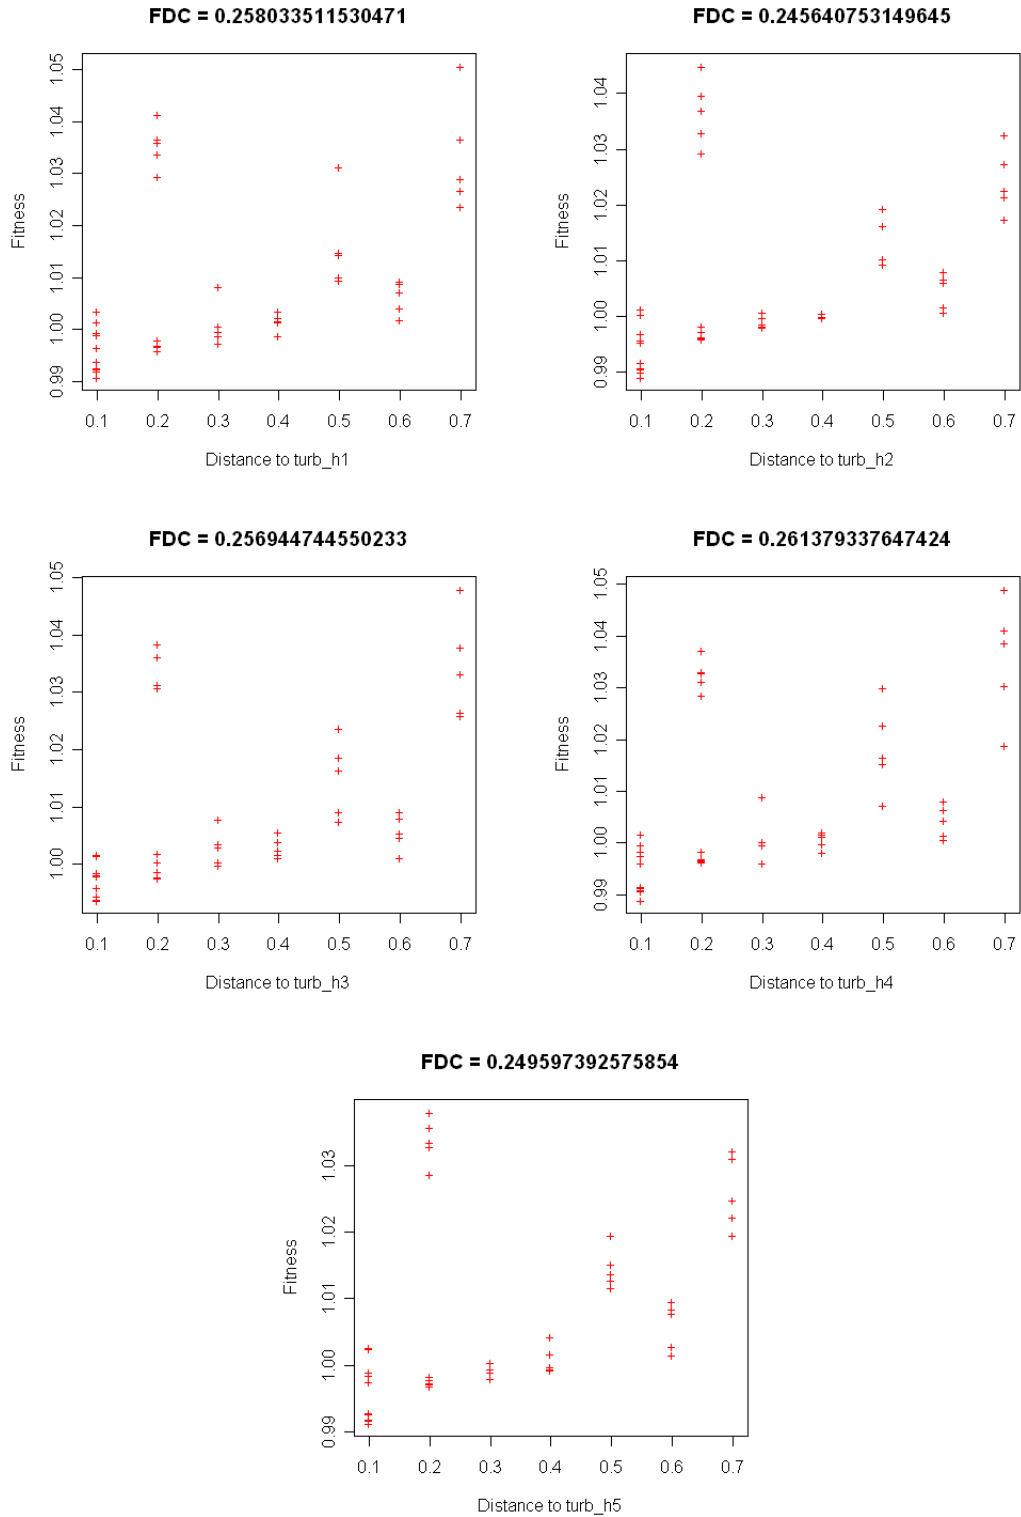 FDC = 0.258033511530471
Fitness
1.05
1.04
1.03
1.02
1.01
1.00
0.99
0.1 0.2 0.3 0.4 0.5 0.6 0.7
Distance to turb_h1
FDC = 0.245640753149645
Fitness
1.04
1.03
1.02
1.01
1.00
0.99
0.1 0.2 0.3 0.4 0.5 0.6 0.7
Distance to turb_h2
FDC = 0.256944744550233
Fitness
1.05
1.04
1.03
1.02
1.01
1.00
0.1 0.2 0.3 0.4 0.5 0.6 0.7
Distance to turb_h3
FDC = 0.261379337647424
Fitness
1.05
1.04
1.03
1.02
1.01
1.00
0.99
0.1 0.2 0.3 0.4 0.5 0.6 0.7
Distance to turb_h4
FDC = 0.249597392575854
Fitness
1.03
1.02
1.01
1.00
0.99
0.1 0.2 0.3 0.4 0.5 0.6 0.7
Distance to turb_h5